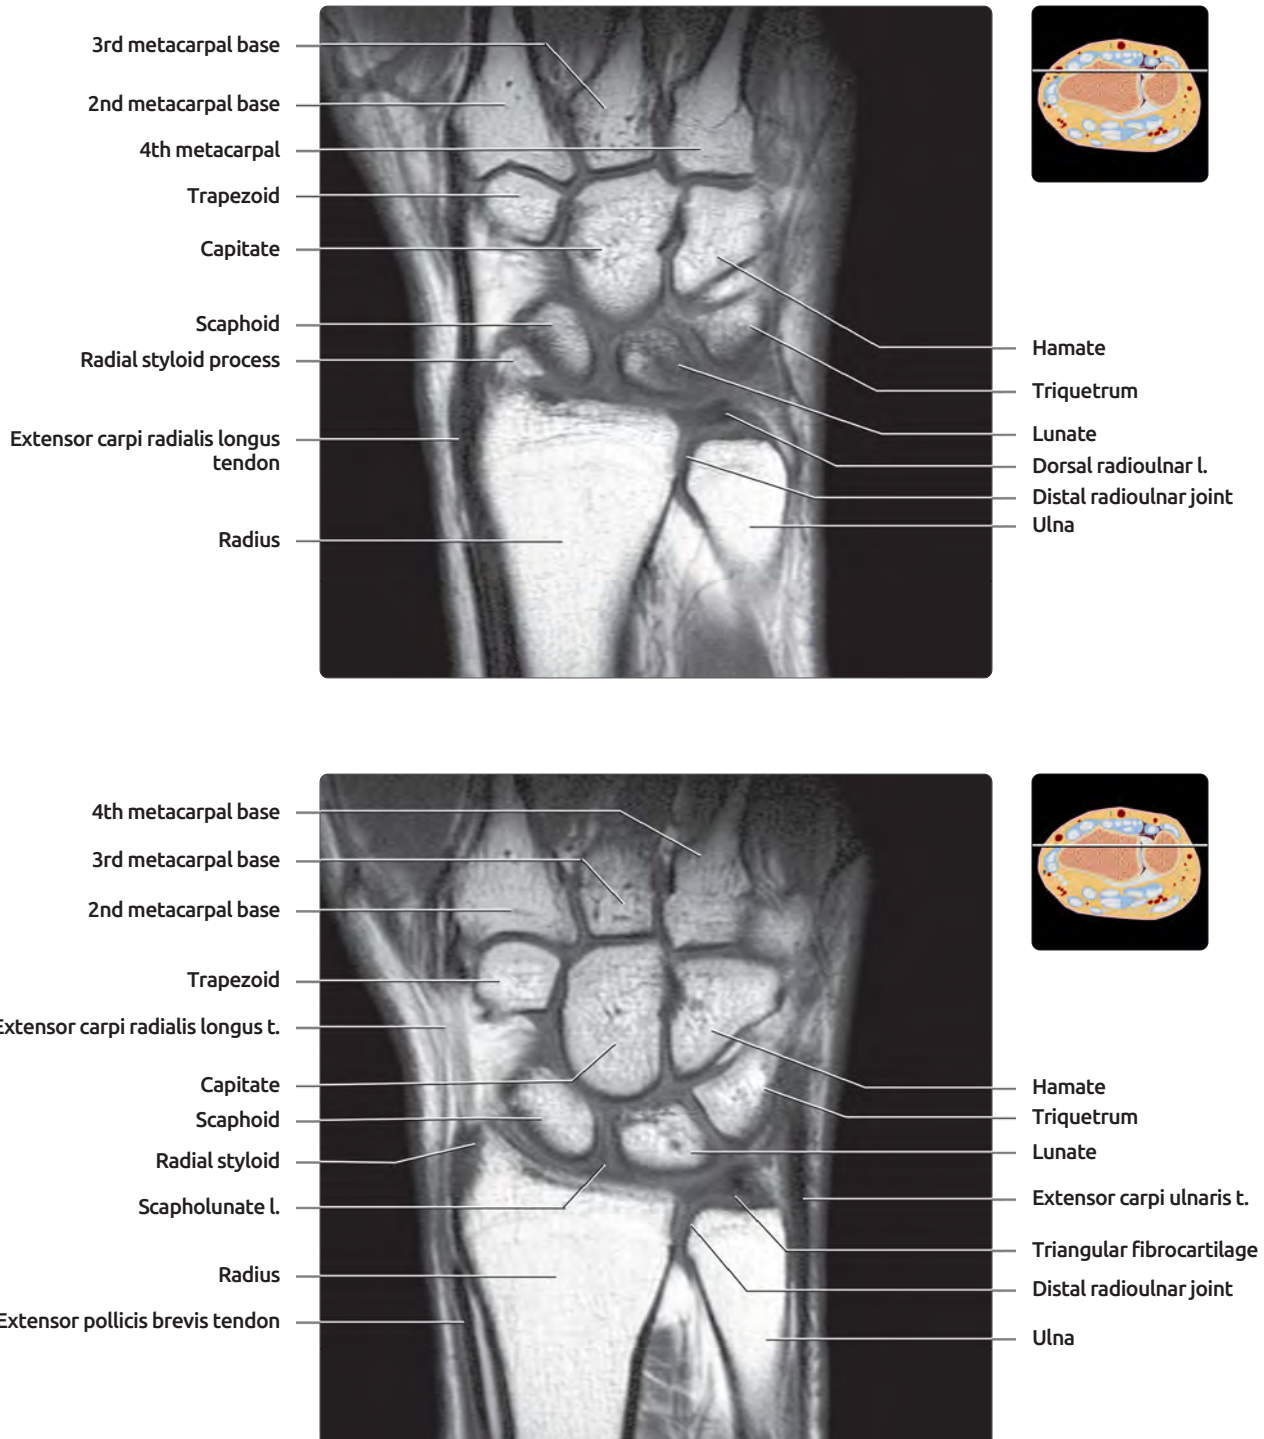 3rd metacarpal base
2nd metacarpal base
4th metacarpal
Trapezoid
Capitate
Scaphoid
Radial styloid process
Extensor carpi radialis longus
tendon
Radius
Hamate
Triquetrum
Lunate
Dorsal radioulnar l.
Distal radioulnar joint
Ulna
4th metacarpal base
3rd metacarpal base
2nd metacarpal base
Trapezoid
Extensor carpi radialis longus t.
Capitate
Scaphoid
Radial styloid
Scapholunate l.
Radius
Extensor pollicis brevis tendon
Hamate
Triquetrum
Lunate
Extensor carpi ulnaris t.
Triangular fibrocartilage
Distal radioulnar joint
Ulna